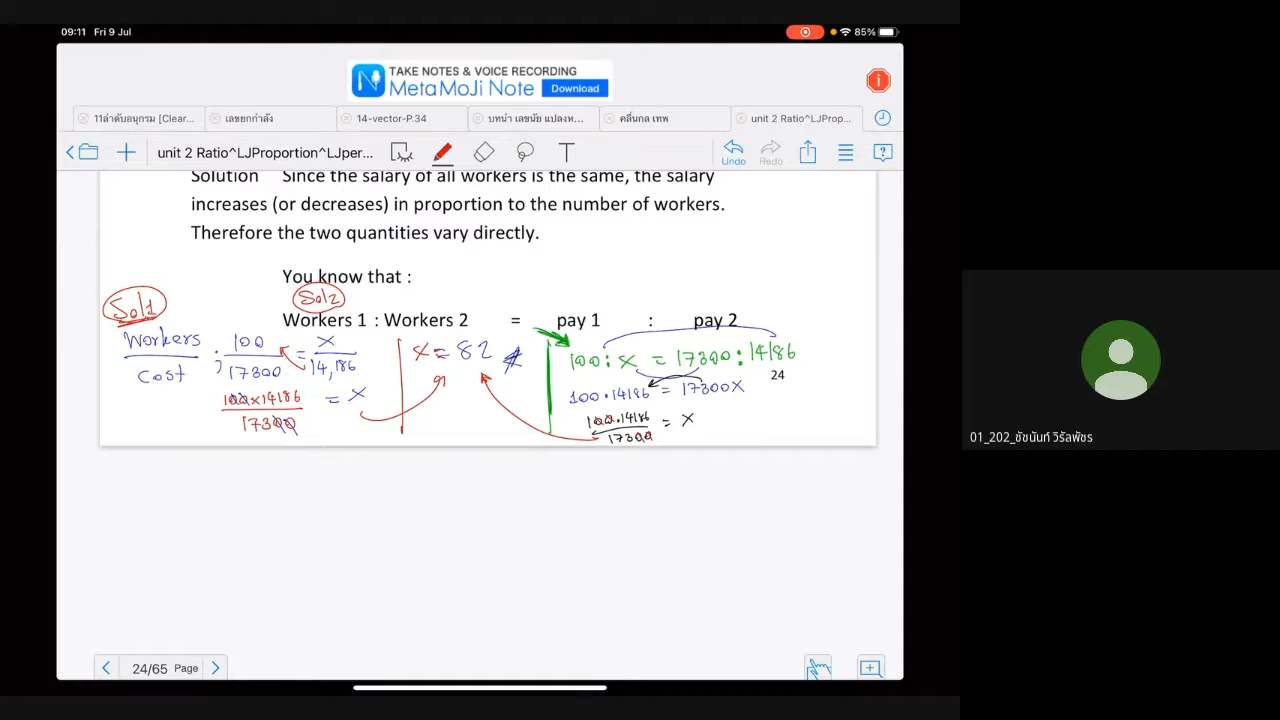 09:11 Fri 9 Jul 85%
TAKE NOTES & VOICE RECORDING
MetaMoJi Note Download
11ลำดับอนุกรม [Clear... เลขยกกำลัง 14-vector-P.34 บทนำ เลขนัย แปลงห... คลื่นกล เทพ unit 2 Ratio^LJProp...
unit 2 Ratio^LJProportion^LJper... T Undo Redo
Solution Since the salary of all workers is the same, the salary
increases (or decreases) in proportion to the number of workers.
Therefore the two quantities vary directly.
You know that :
Sol1 Sol2
Workers 1 : Workers 2 = pay 1 : pay 2
Workers / Cost ; 100 / 17300 = x / 14,186
100 x 14186 / 17300 = x
x = 82
100 : x = 17300 : 14186
24
100 · 14186 = 17300x
100 · 14186 / 17300 = x
24/65 Page
01_202_ชัชนันท์ วิรัลพัชร